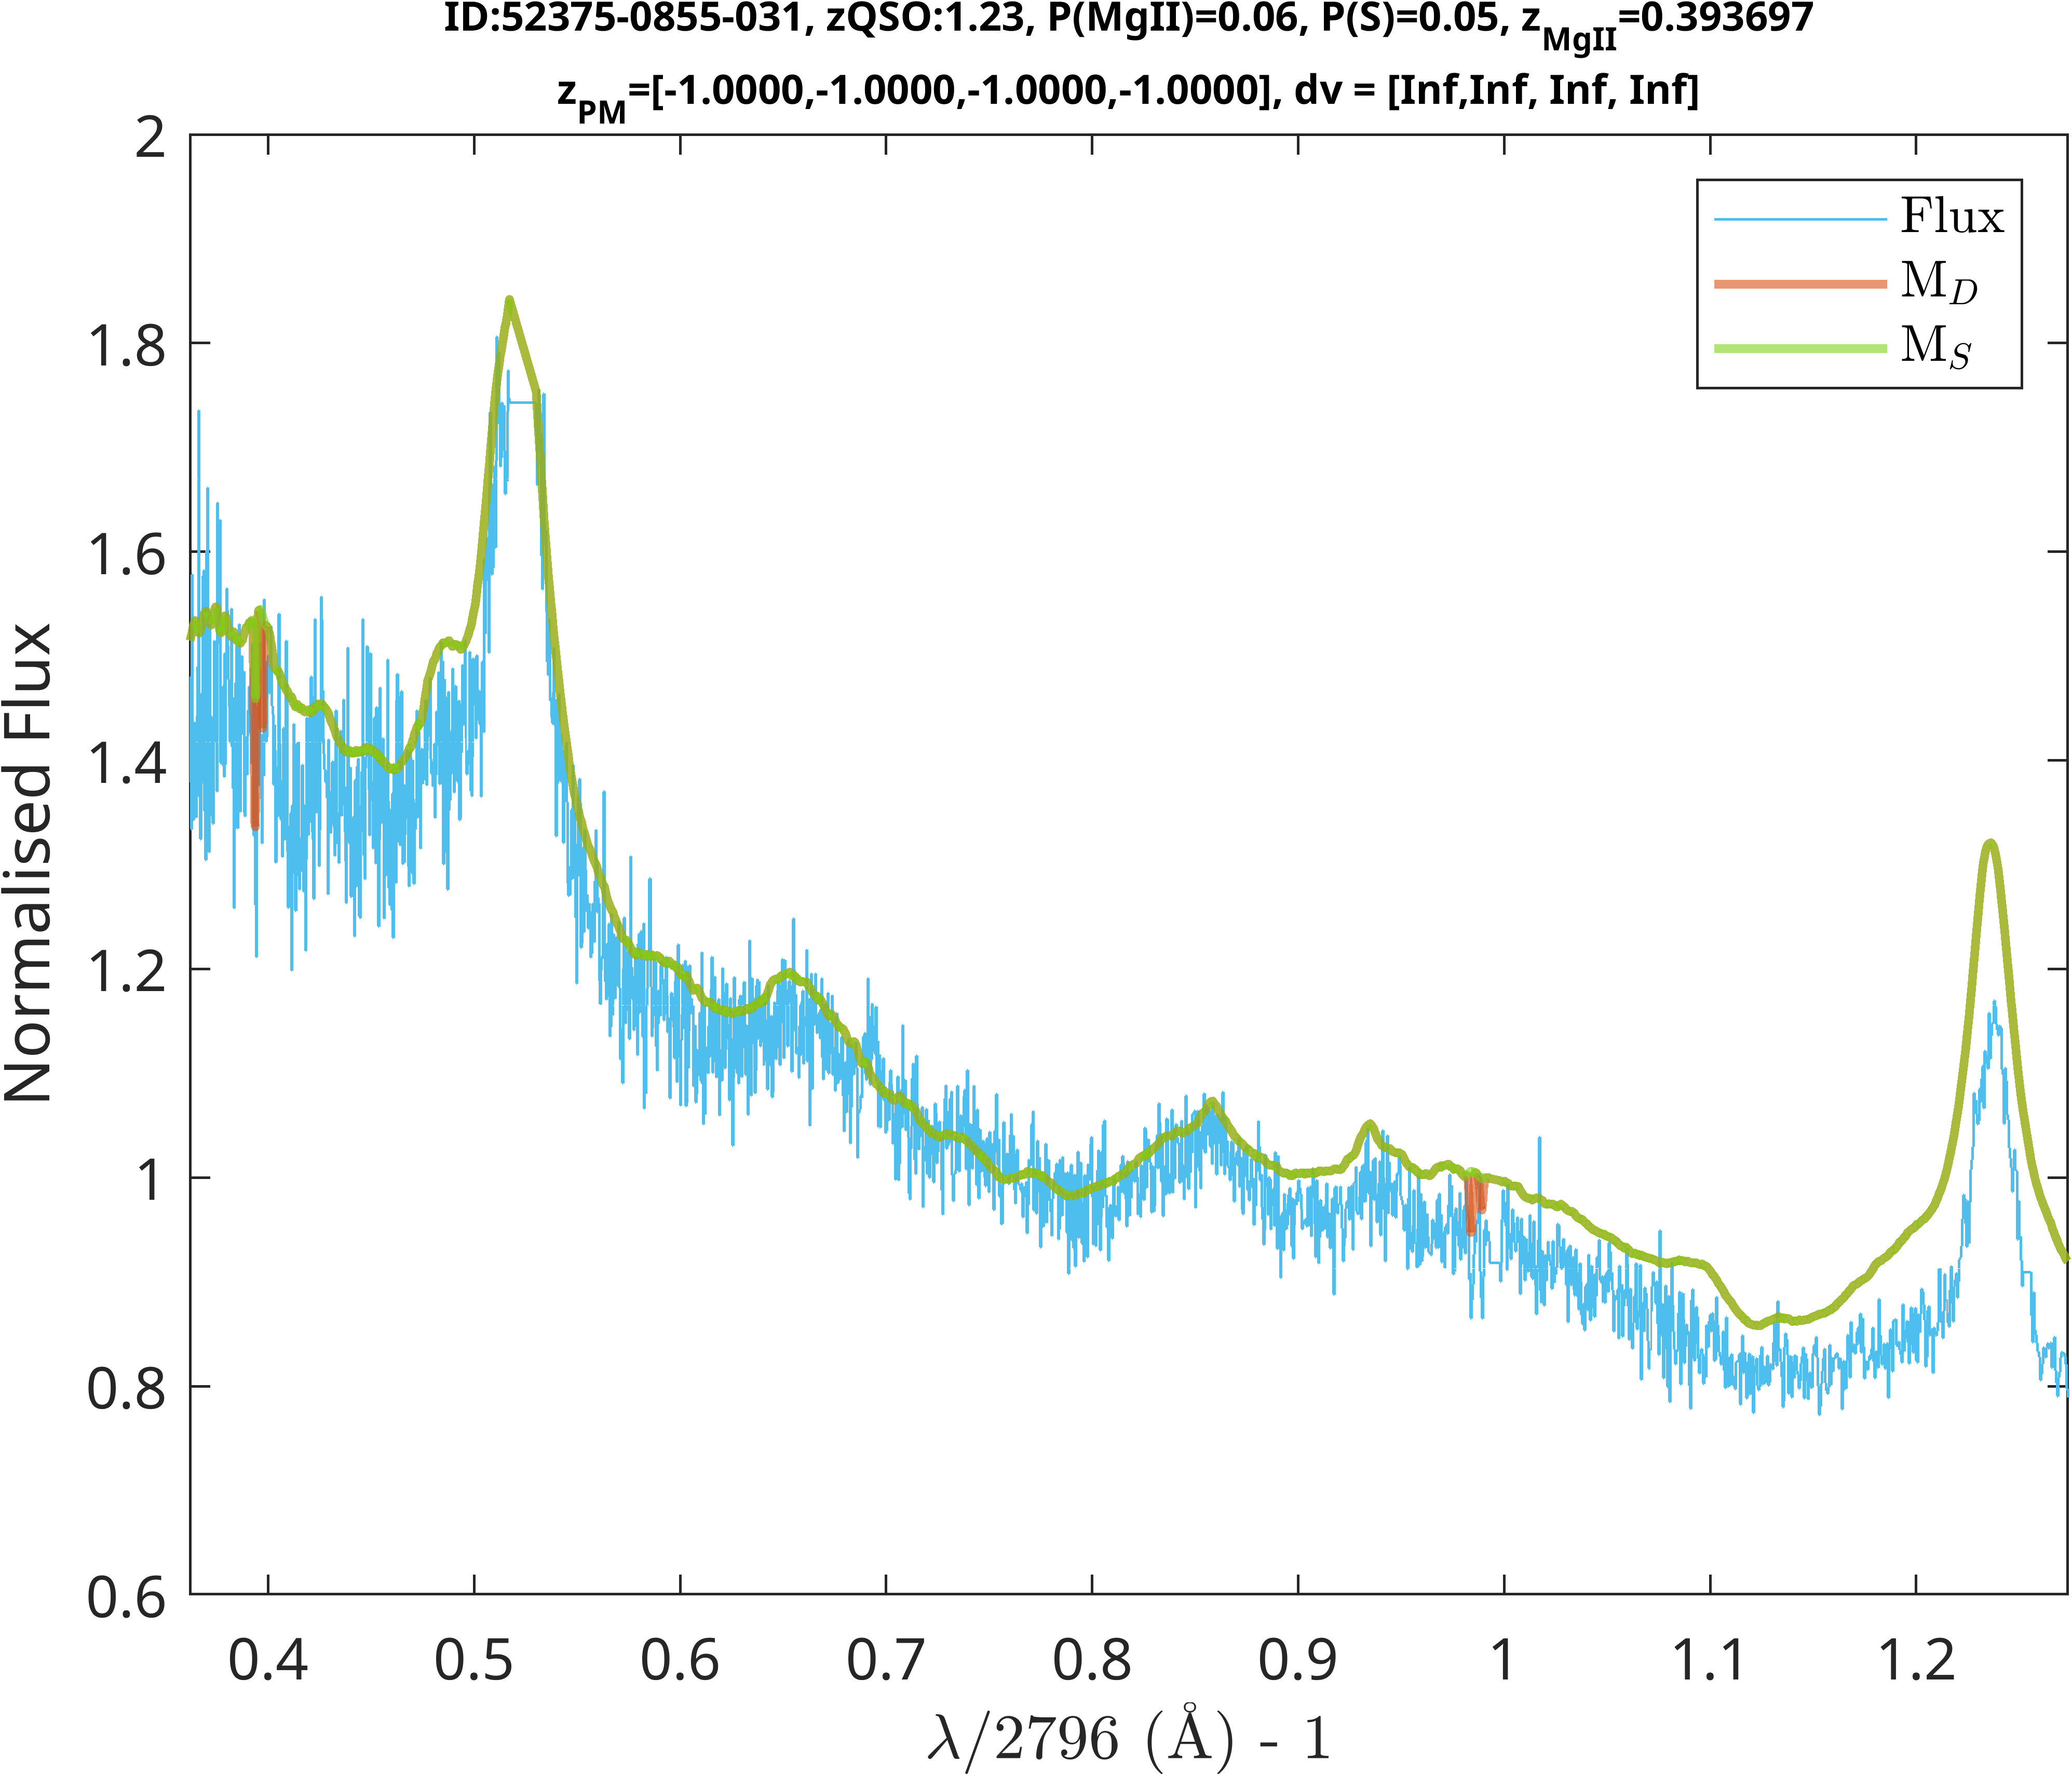 ID:52375-0855-031, zQSO:1.23, P(MgII)=0.06, P(S)=0.05, zMgII=0.393697
zPM=[-1.0000,-1.0000,-1.0000,-1.0000], dv = [Inf,Inf, Inf, Inf]
2
1.8
1.6
1.4
1.2
1
0.8
0.6
Normalised Flux
Flux
MD
MS
0.4 0.5 0.6 0.7 0.8 0.9 1 1.1 1.2
λ/2796 (Å) - 1